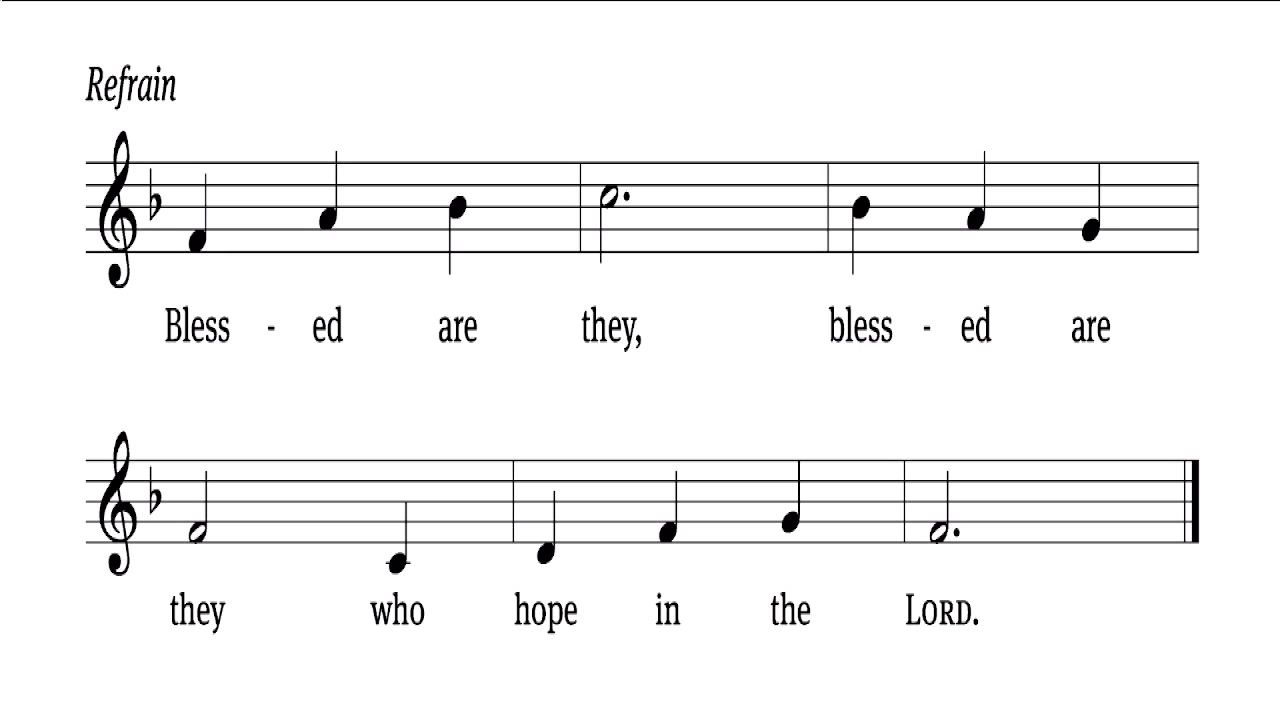 Refrain
Bless - ed are they, bless - ed are
they who hope in the LORD.